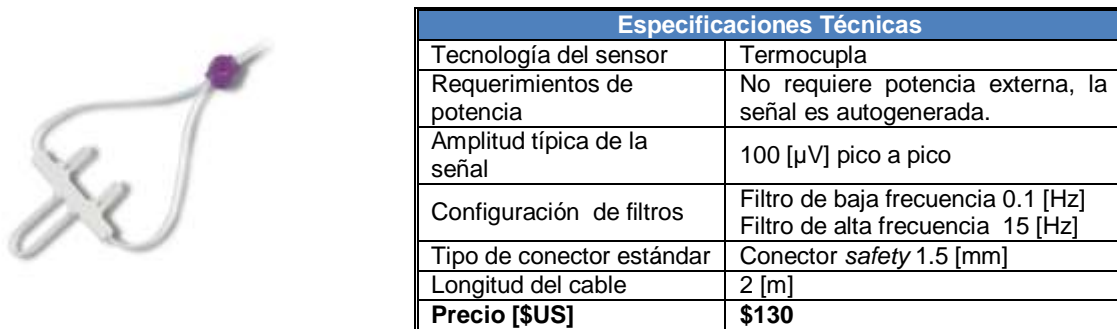 Especificaciones Técnicas
Tecnología del sensor
Termocupla
Requerimientos de
potencia
No requiere potencia externa, la
señal es autogenerada.
Amplitud típica de la
señal
100 [µV] pico a pico
Configuración de filtros
Filtro de baja frecuencia 0.1 [Hz]
Filtro de alta frecuencia 15 [Hz]
Tipo de conector estándar
Conector safety 1.5 [mm]
Longitud del cable
2 [m]
Precio [$US]
$130